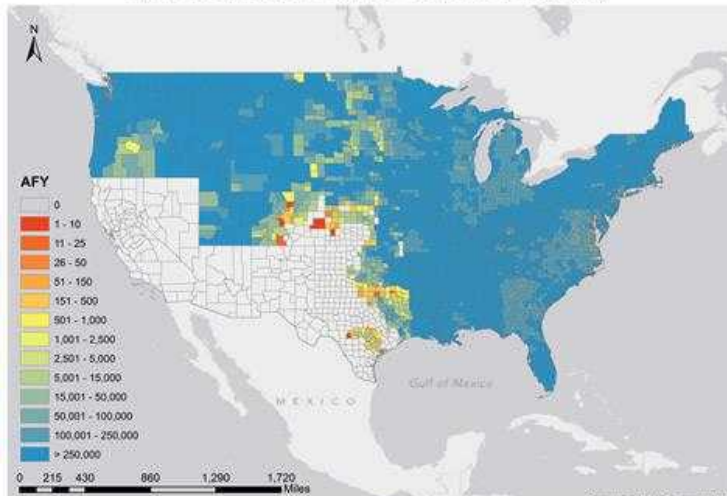 N
AFY
0
1 - 10
11 - 25
26 - 50
51 - 150
151 - 500
501 - 1,000
1,001 - 2,500
2,501 - 5,000
5,001 - 15,000
15,001 - 50,000
50,001 - 100,000
100,001 - 250,000
> 250,000
0 215 430 860 1,290 1,720
Miles
MEXICO
Gulf of Mexico